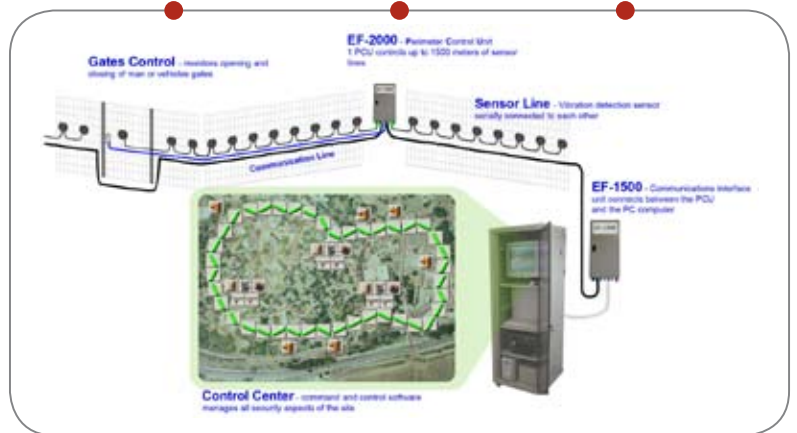 EF-2000 - Perimeter Control Unit
1 PCU controls up to 1500 meters of sensor
lines
Gates Control - monitors opening and
closing of man or vehicles gates
Sensor Line - Vibration detection sensor
serially connected to each other
Communication Line
EF-1500 - Communications interface
unit connects between the PCU
and the PC computer
Control Center - command and control software
manages all security aspects of the site